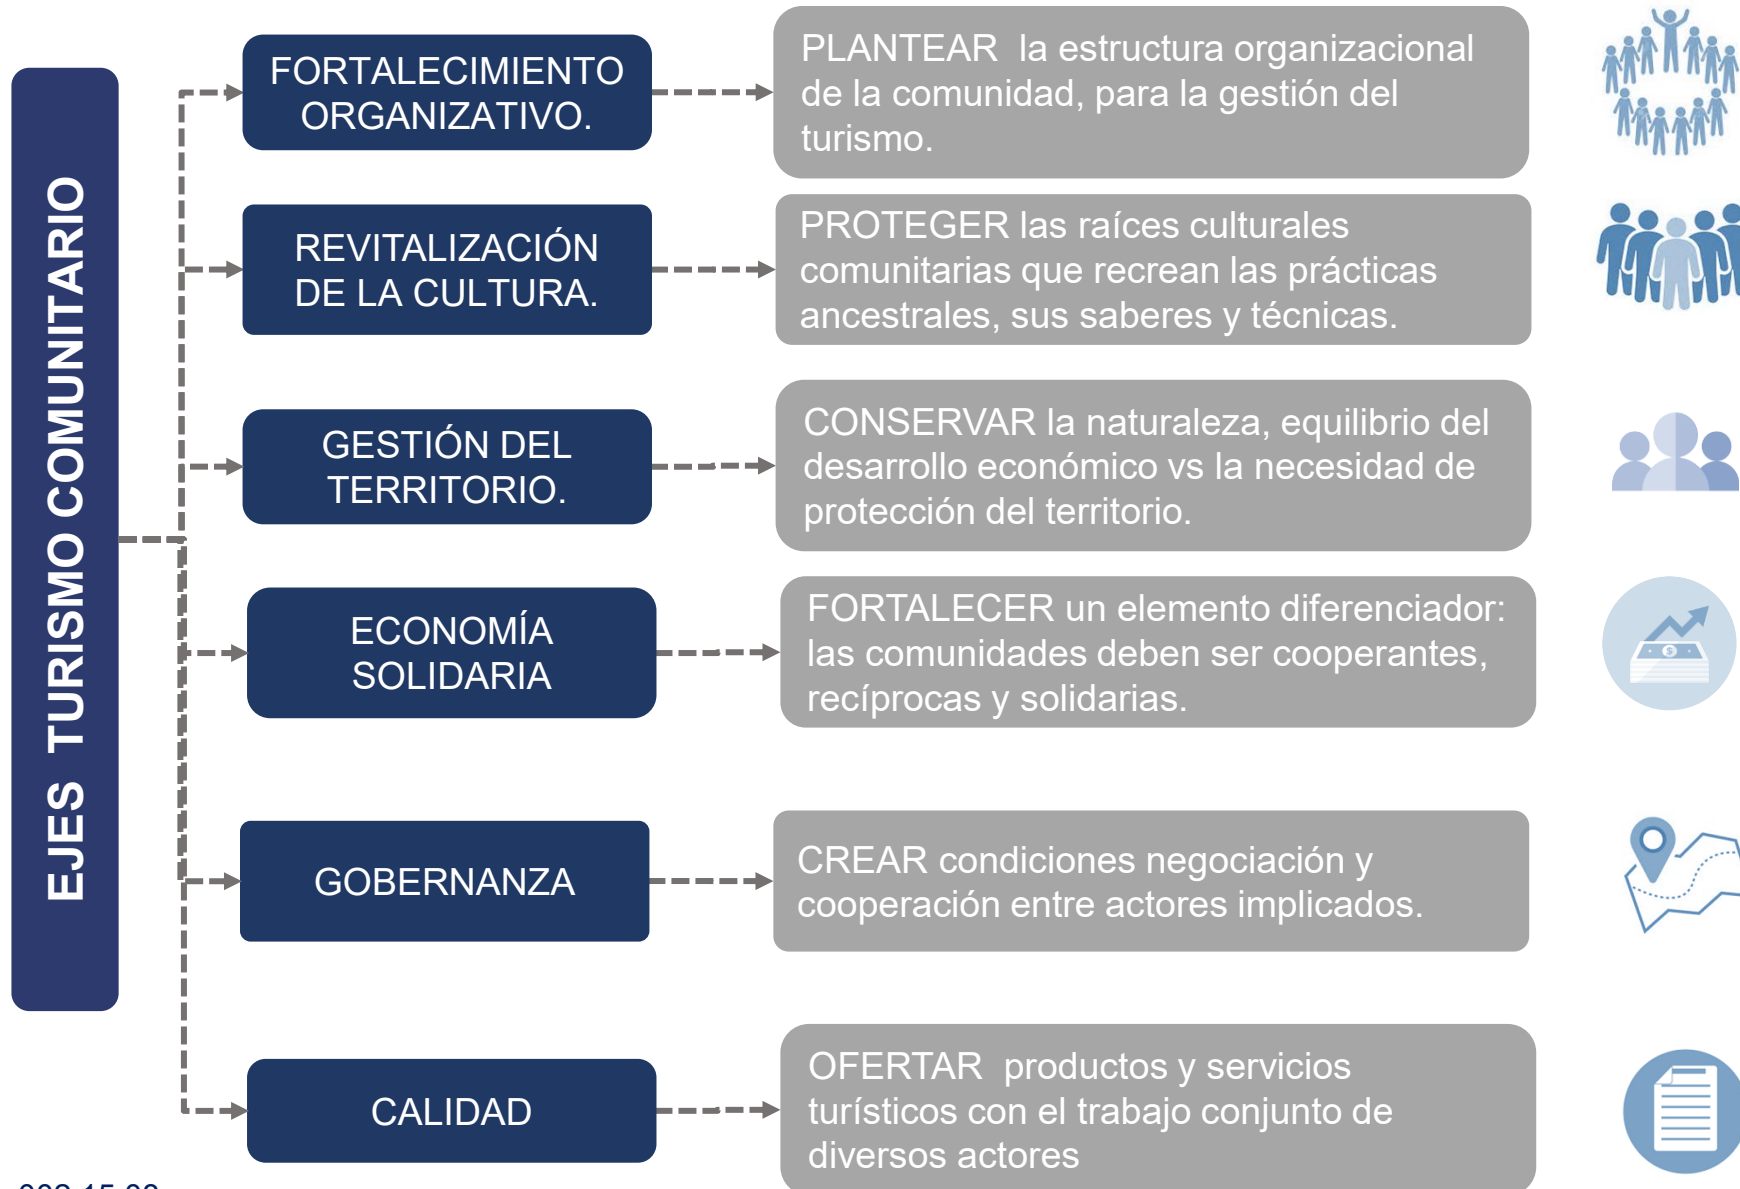 EJES TURISMO COMUNITARIO
FORTALECIMIENTO
ORGANIZATIVO.
PLANTEAR la estructura organizacional
de la comunidad, para la gestión del
turismo.
REVITALIZACIÓN
DE LA CULTURA.
PROTEGER las raíces culturales
comunitarias que recrean las prácticas
ancestrales, sus saberes y técnicas.
GESTIÓN DEL
TERRITORIO.
CONSERVAR la naturaleza, equilibrio del
desarrollo económico vs la necesidad de
protección del territorio.
ECONOMÍA
SOLIDARIA
FORTALECER un elemento diferenciador:
las comunidades deben ser cooperantes,
recíprocas y solidarias.
GOBERNANZA
CREAR condiciones negociación y
cooperación entre actores implicados.
CALIDAD
OFERTAR productos y servicios
turísticos con el trabajo conjunto de
diversos actores